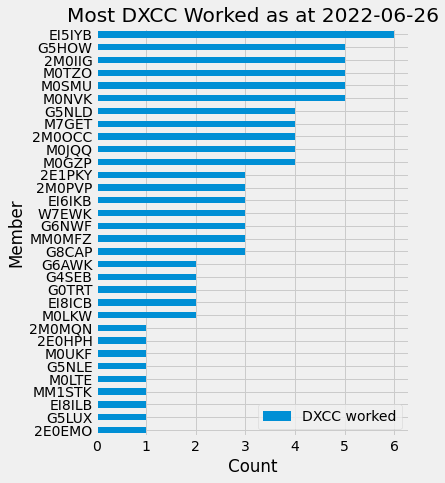 Most DXCC Worked as at 2022-06-26
EI5IYB
G5HOW
2M0IIG
M0TZO
M0SMU
M0NVK
G5NLD
M7GET
2M0OCC
M0JQQ
M0GZP
2E1PKY
2M0PVP
EI6IKB
W7EWK
G6NWF
MM0MFZ
G8CAP
G6AWK
G4SEB
G0TRT
EI8ICB
M0LKW
2M0MQN
2E0HPH
M0UKF
G5NLE
M0LTE
MM1STK
EI8ILB
G5LUX
2E0EMO
Member
DXCC worked
0 1 2 3 4 5 6
Count